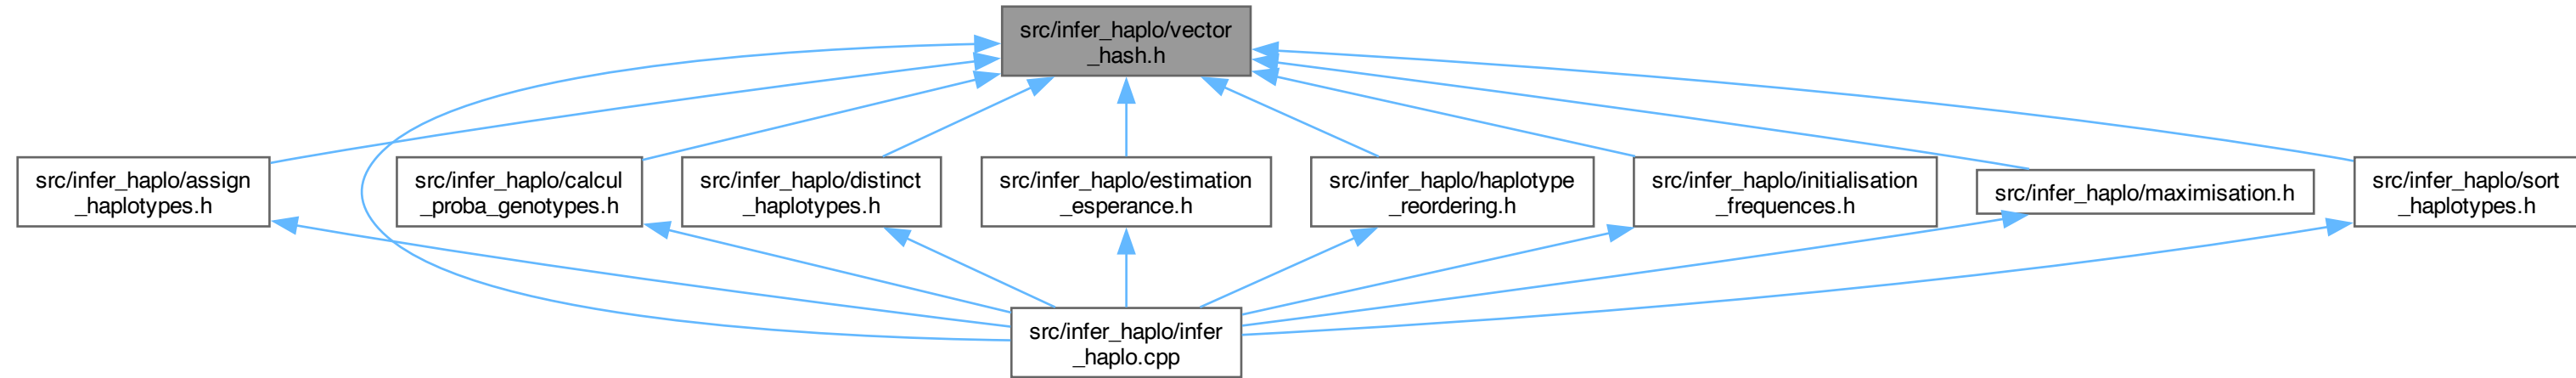 src/infer_haplo/vector
_hash.h
src/infer_haplo/assign
_haplotypes.h
src/infer_haplo/calcul
_proba_genotypes.h
src/infer_haplo/distinct
_haplotypes.h
src/infer_haplo/estimation
_esperance.h
src/infer_haplo/haplotype
_reordering.h
src/infer_haplo/initialisation
_frequences.h
src/infer_haplo/maximisation.h
src/infer_haplo/sort
_haplotypes.h
src/infer_haplo/infer
_haplo.cpp